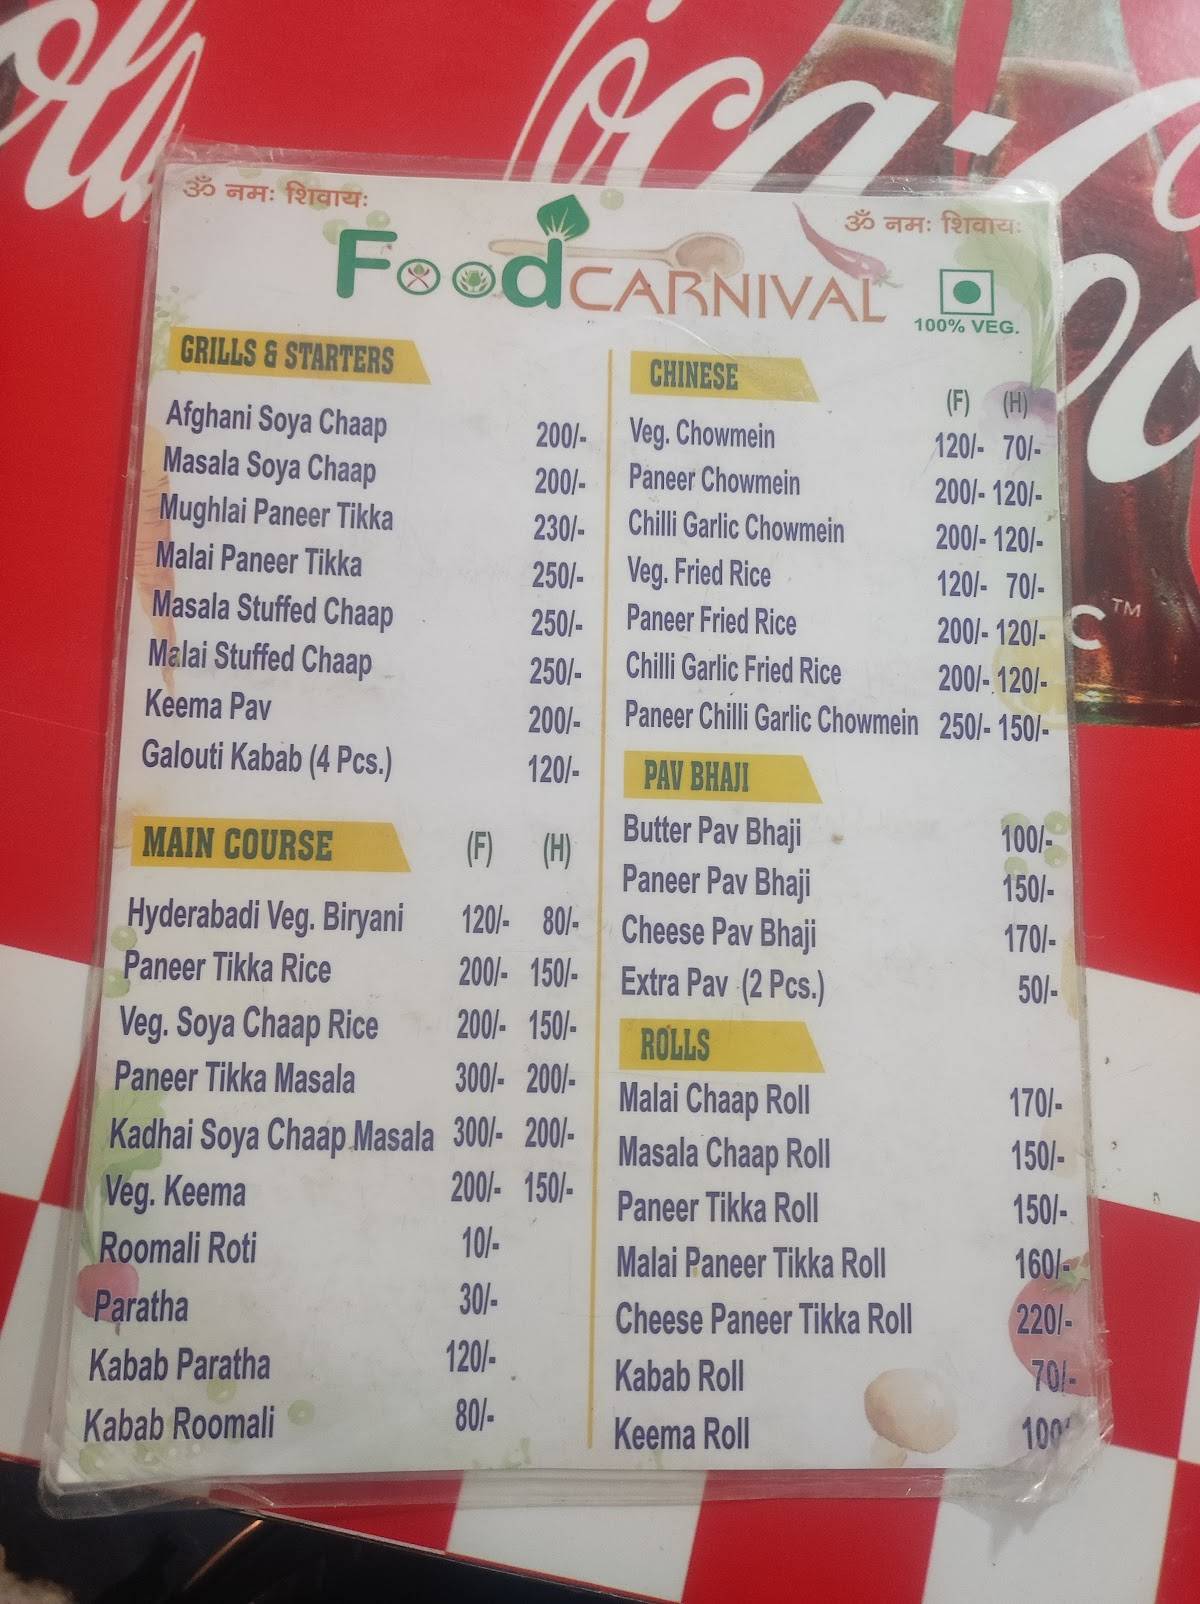 ॐ नमः शिवायः
ॐ नमः शिवायः
Food CARNIVAL
100% VEG.
GRILLS & STARTERS
Afghani Soya Chaap 200/-
Masala Soya Chaap 200/-
Mughlai Paneer Tikka 230/-
Malai Paneer Tikka 250/-
Masala Stuffed Chaap 250/-
Malai Stuffed Chaap 250/-
Keema Pav 200/-
Galouti Kabab (4 Pcs.) 120/-
MAIN COURSE (F) (H)
Hyderabadi Veg. Biryani 120/- 80/-
Paneer Tikka Rice 200/- 150/-
Veg. Soya Chaap Rice 200/- 150/-
Paneer Tikka Masala 300/- 200/-
Kadhai Soya Chaap Masala 300/- 200/-
Veg. Keema 200/- 150/-
Roomali Roti 10/-
Paratha 30/-
Kabab Paratha 120/-
Kabab Roomali 80/-
CHINESE
(F) (H)
Veg. Chowmein 120/- 70/-
Paneer Chowmein 200/- 120/-
Chilli Garlic Chowmein 200/- 120/-
Veg. Fried Rice 120/- 70/-
Paneer Fried Rice 200/- 120/-
Chilli Garlic Fried Rice 200/- 120/-
Paneer Chilli Garlic Chowmein 250/- 150/-
PAV BHAJI
Butter Pav Bhaji 100/-
Paneer Pav Bhaji 150/-
Cheese Pav Bhaji 170/-
Extra Pav (2 Pcs.) 50/-
ROLLS
Malai Chaap Roll 170/-
Masala Chaap Roll 150/-
Paneer Tikka Roll 150/-
Malai Paneer Tikka Roll 160/-
Cheese Paneer Tikka Roll 220/-
Kabab Roll 70/-
Keema Roll 100
Coca-Co
C™